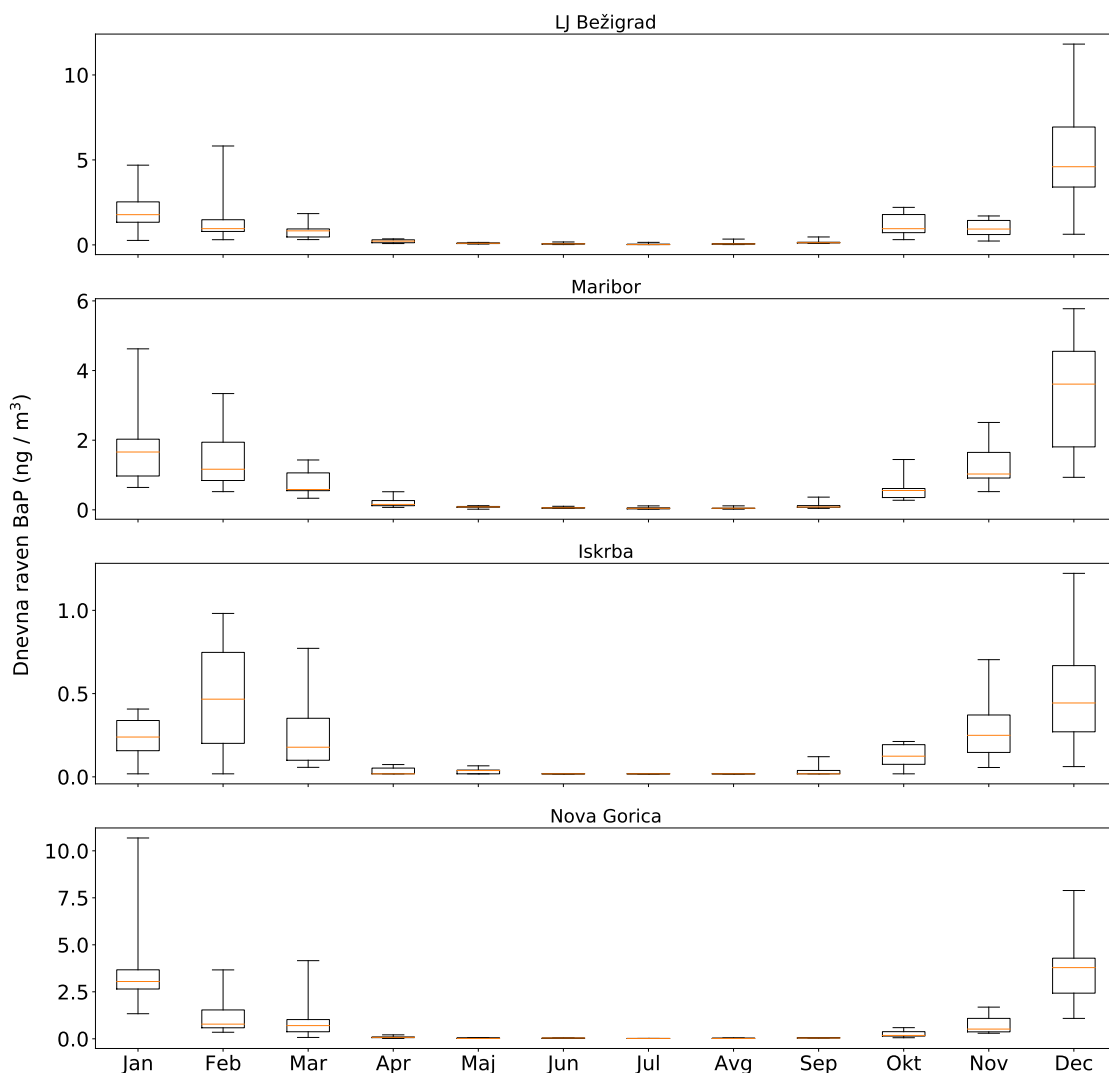 LJ Bežigrad
10
5
0
Maribor
6
4
2
0
Dnevna raven BaP (ng / m³)
Iskrba
1.0
0.5
0.0
Nova Gorica
10.0
7.5
5.0
2.5
0.0
Jan Feb Mar Apr Maj Jun Jul Avg Sep Okt Nov Dec